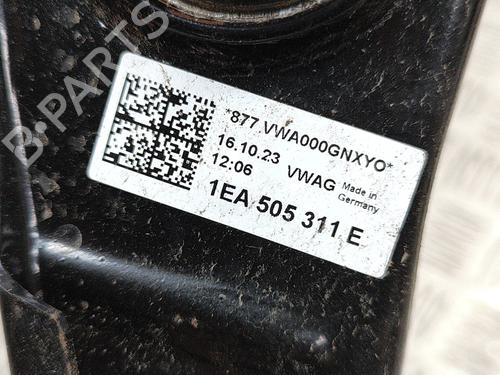 B-PARTS
*877 VWA000GNXYO*
16.10.23 VWAG Made in
12:06 Germany
1EA 505 311 E